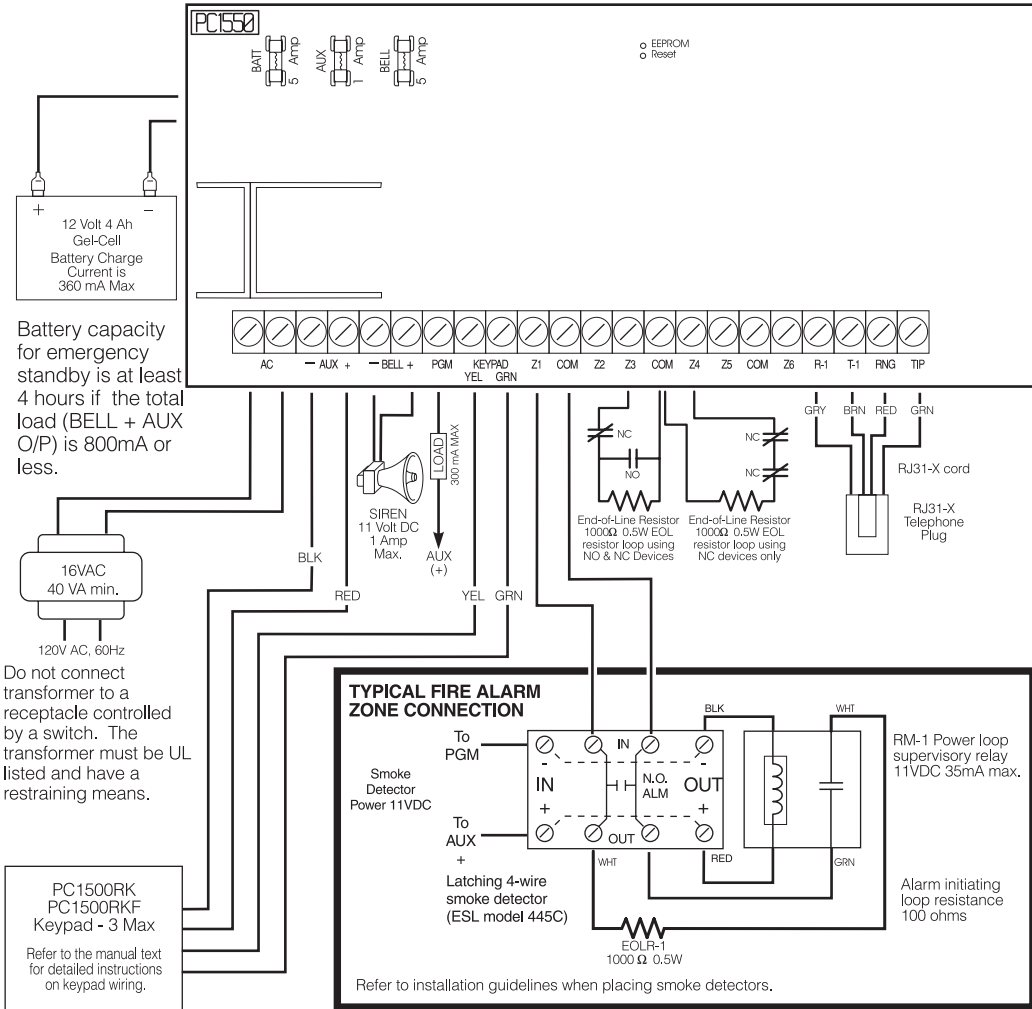 PC1550
BATT
5 Amp
AUX
1 Amp
BELL
5 Amp
EEPROM
Reset
+ −
12 Volt 4 Ah
Gel-Cell
Battery Charge
Current is
360 mA Max
Battery capacity
for emergency
standby is at least
4 hours if the total
load (BELL + AUX
O/P) is 800mA or
less.
AC − AUX + − BELL + PGM KEYPAD Z1 COM Z2 Z3 COM Z4 Z5 COM Z6 R-1 T-1 RNG TIP
YEL GRN
GRY BRN RED GRN
RJ31-X cord
RJ31-X
Telephone
Plug
NC
NO
End-of-Line Resistor
1000Ω 0.5W EOL
resistor loop using
NO & NC Devices
NC
NC
End-of-Line Resistor
1000Ω 0.5W EOL
resistor loop using
NC devices only
LOAD
300 mA MAX
AUX
(+)
SIREN
11 Volt DC
1 Amp
Max.
BLK
RED
YEL GRN
16VAC
40 VA min.
120V AC, 60Hz
Do not connect
transformer to a
receptacle controlled
by a switch. The
transformer must be UL
listed and have a
restraining means.
PC1500RK
PC1500RKF
Keypad - 3 Max
Refer to the manual text
for detailed instructions
on keypad wiring.
TYPICAL FIRE ALARM
ZONE CONNECTION
To
PGM
Smoke
Detector
Power 11VDC
To
AUX
+
Latching 4-wire
smoke detector
(ESL model 445C)
- IN -
IN
N.O.
ALM
OUT
+ OUT +
BLK
WHT
WHT
RED
GRN
RM-1 Power loop
supervisory relay
11VDC 35mA max.
Alarm initiating
loop resistance
100 ohms
EOLR-1
1000 Ω 0.5W
Refer to installation guidelines when placing smoke detectors.